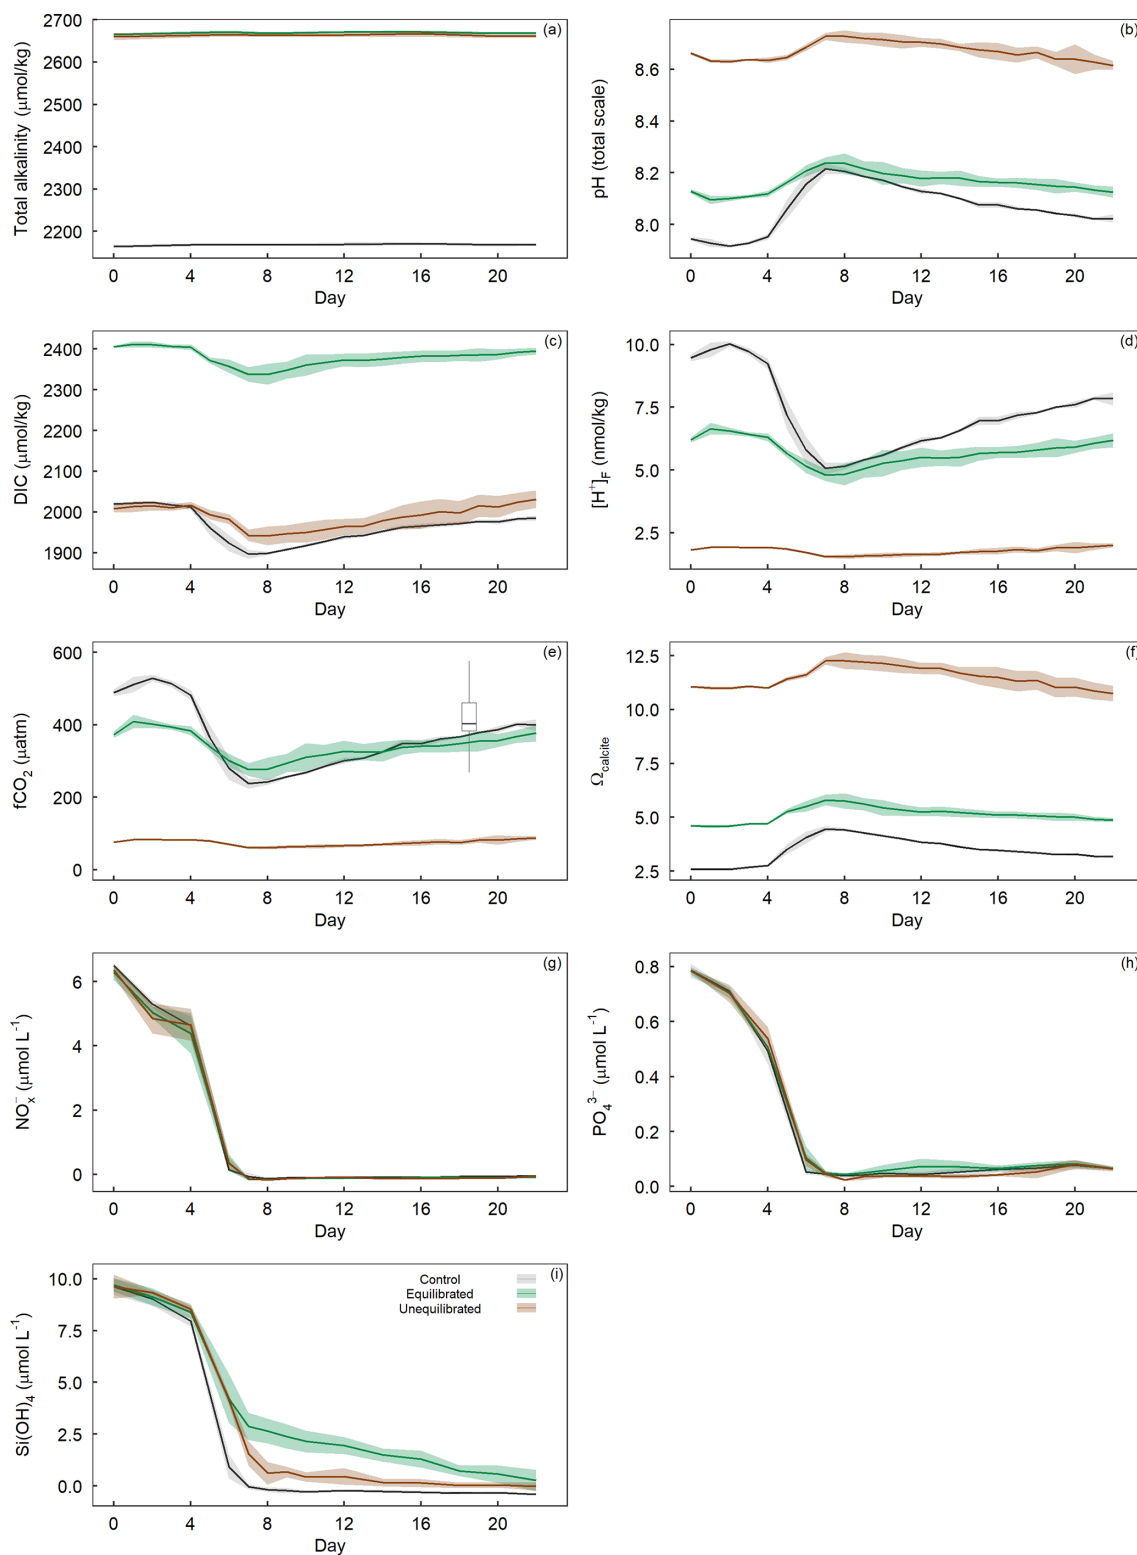 (a)
Total alkalinity (μmol/kg)
2700
2600
2500
2400
2300
2200
0 4 8 12 16 20
Day
(b)
pH (total scale)
8.6
8.4
8.2
8.0
0 4 8 12 16 20
Day
(c)
DIC (μmol/kg)
2400
2300
2200
2100
2000
1900
0 4 8 12 16 20
Day
(d)
[H⁺]F (nmol/kg)
10.0
7.5
5.0
2.5
0 4 8 12 16 20
Day
(e)
fCO₂ (μatm)
600
400
200
0
0 4 8 12 16 20
Day
(f)
Ωcalcite
12.5
10.0
7.5
5.0
2.5
0 4 8 12 16 20
Day
(g)
NOx⁻ (μmol L⁻¹)
6
4
2
0
0 4 8 12 16 20
Day
(h)
PO₄³⁻ (μmol L⁻¹)
0.8
0.6
0.4
0.2
0.0
0 4 8 12 16 20
Day
(i)
Si(OH)₄ (μmol L⁻¹)
10.0
7.5
5.0
2.5
0.0
0 4 8 12 16 20
Day
Control
Equilibrated
Unequilibrated